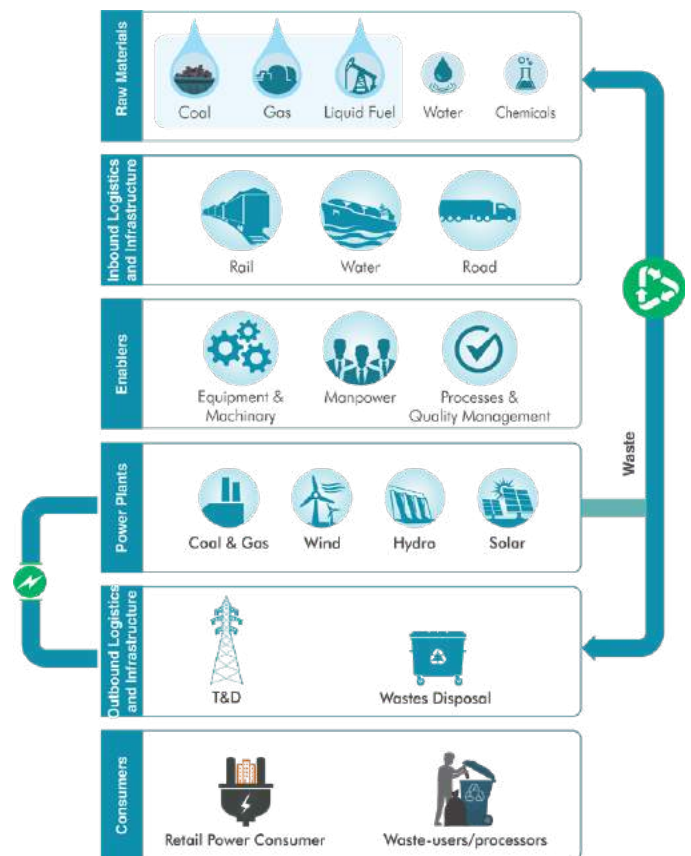 Raw Materials
Coal
Gas
Liquid Fuel
Water
Chemicals
Inbound Logistics
and Infrastructure
Rail
Water
Road
Enablers
Equipment &
Machinery
Manpower
Processes &
Quality Management
Waste
Power Plants
Coal & Gas
Wind
Hydro
Solar
Outbound Logistics
and Infrastructure
T&D
Wastes Disposal
Consumers
Retail Power Consumer
Waste-users/processors